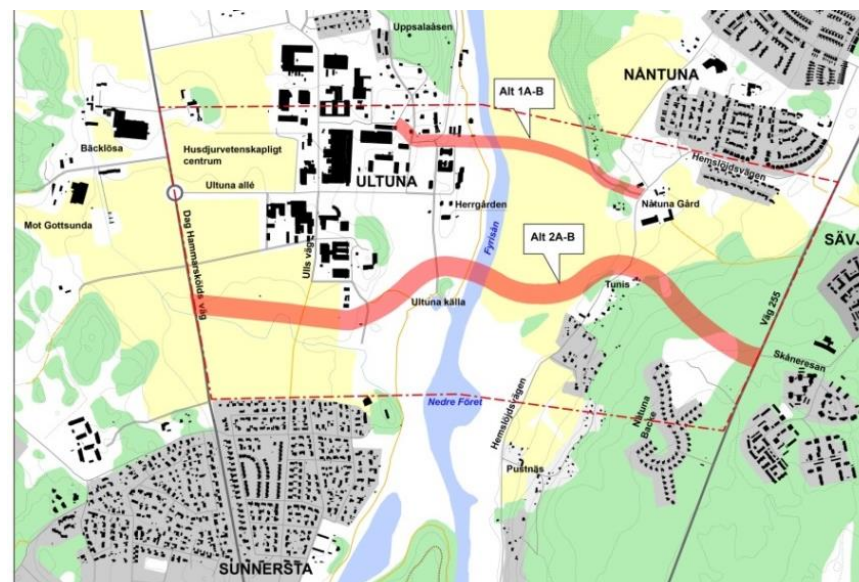 Uppsalaåsen
NÅNTUNA
Alt 1A-B
Bäcklösa
Husdjurvetenskapligt
centrum
Hemslöjdsvägen
Ultuna allé
ULTUNA
Herrgården
Nåtuna Gård
Mot Gottsunda
Fyrisån
Alt 2A-B
SÄVJ
Dag Hammarskölds väg
Ulls väg
Ultuna källa
Tunis
Väg 255
Skåneresan
Nedre Föret
Hemslöjdsvägen
Nåtuna
Backe
Pustnäs
SUNNERSTA